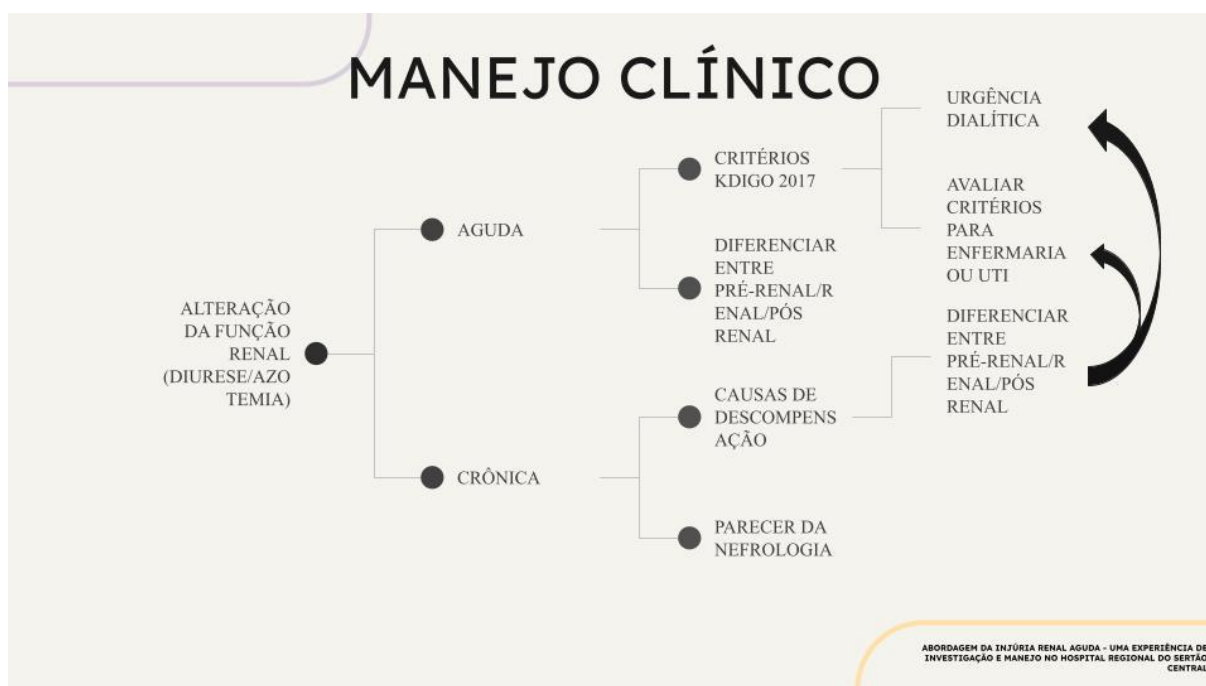 MANEJO CLÍNICO
ALTERAÇÃO
DA FUNÇÃO
RENAL
(DIURESE/AZO
TEMIA)
AGUDA
CRÔNICA
CRITÉRIOS
KDIGO 2017
DIFERENCIAR
ENTRE
PRÉ-RENAL/R
ENAL/PÓS
RENAL
CAUSAS DE
DESCOMPENS
AÇÃO
PARECER DA
NEFROLOGIA
URGÊNCIA
DIALÍTICA
AVALIAR
CRITÉRIOS
PARA
ENFERMARIA
OU UTI
DIFERENCIAR
ENTRE
PRÉ-RENAL/R
ENAL/PÓS
RENAL
ABORDAGEM DA INJÚRIA RENAL AGUDA - UMA EXPERIÊNCIA DE
INVESTIGAÇÃO E MANEJO NO HOSPITAL REGIONAL DO SERTÃO
CENTRAL